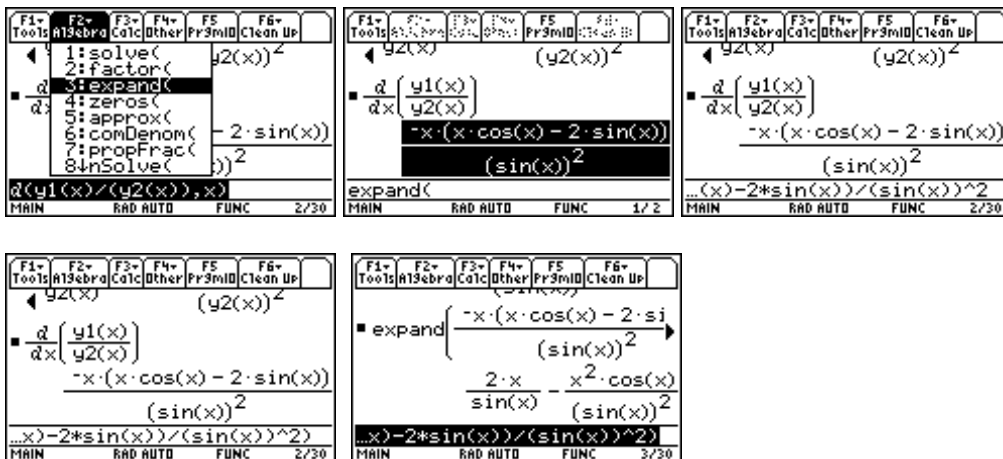 F1▾ Tools F2▾ Algebra F3▾ Calc F4▾ Other F5 PrgmIO F6▾ Clean Up
1:solve(
2:factor(
3:expand(
4:zeros(
5:approx(
6:comDenom(
7:propFrac(
8↓nSolve(
y2(x))²
d
dx
- 2·sin(x))
))²
d(y1(x)/(y2(x)),x)
MAIN RAD AUTO FUNC 2/30
F1▾ Tools F5 PrgmIO
◀ y2(x) (y2(x))²
▪ d/dx(y1(x)/y2(x))
-x·(x·cos(x) - 2·sin(x))
(sin(x))²
expand(
MAIN RAD AUTO FUNC 1/2
F1▾ Tools F2▾ Algebra F3▾ Calc F4▾ Other F5 PrgmIO F6▾ Clean Up
◀ y2(x) (y2(x))²
▪ d/dx(y1(x)/y2(x))
-x·(x·cos(x) - 2·sin(x))
(sin(x))²
…(x)-2*sin(x))/(sin(x))^2
MAIN RAD AUTO FUNC 2/30
F1▾ Tools F2▾ Algebra F3▾ Calc F4▾ Other F5 PrgmIO F6▾ Clean Up
◀ y2(x) (y2(x))²
▪ d/dx(y1(x)/y2(x))
-x·(x·cos(x) - 2·sin(x))
(sin(x))²
…x)-2*sin(x))/(sin(x))^2)
MAIN RAD AUTO FUNC 2/30
F1▾ Tools F2▾ Algebra F3▾ Calc F4▾ Other F5 PrgmIO F6▾ Clean Up
▪ expand( -x·(x·cos(x) - 2·si ▶
(sin(x))²
2·x/sin(x) - x²·cos(x)/(sin(x))²
…x)-2*sin(x))/(sin(x))^2)
MAIN RAD AUTO FUNC 3/30